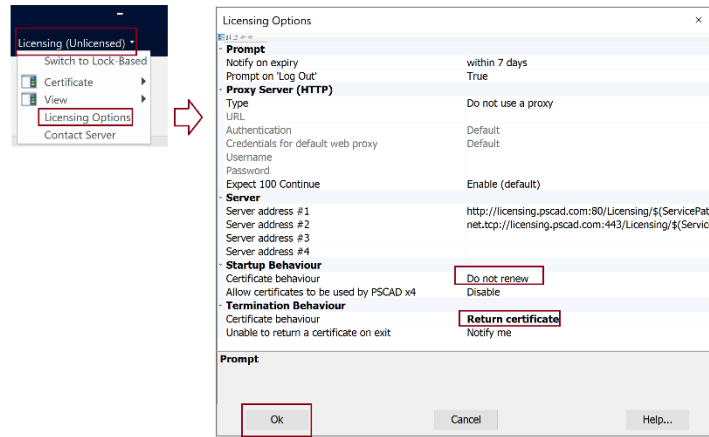 Licensing (Unlicensed)
Switch to Lock-Based
Certificate
View
Licensing Options
Contact Server
Licensing Options
Prompt
Notify on expiry within 7 days
Prompt on 'Log Out' True
Proxy Server (HTTP)
Type Do not use a proxy
URL
Authentication Default
Credentials for default web proxy Default
Username
Password
Expect 100 Continue Enable (default)
Server
Server address #1 http://licensing.pscad.com:80/Licensing/$(ServicePat
Server address #2 net.tcp://licensing.pscad.com:443/Licensing/$(Servic
Server address #3
Server address #4
Startup Behaviour
Certificate behaviour Do not renew
Allow certificates to be used by PSCAD x4 Disable
Termination Behaviour
Certificate behaviour Return certificate
Unable to return a certificate on exit Notify me
Prompt
Ok Cancel Help...